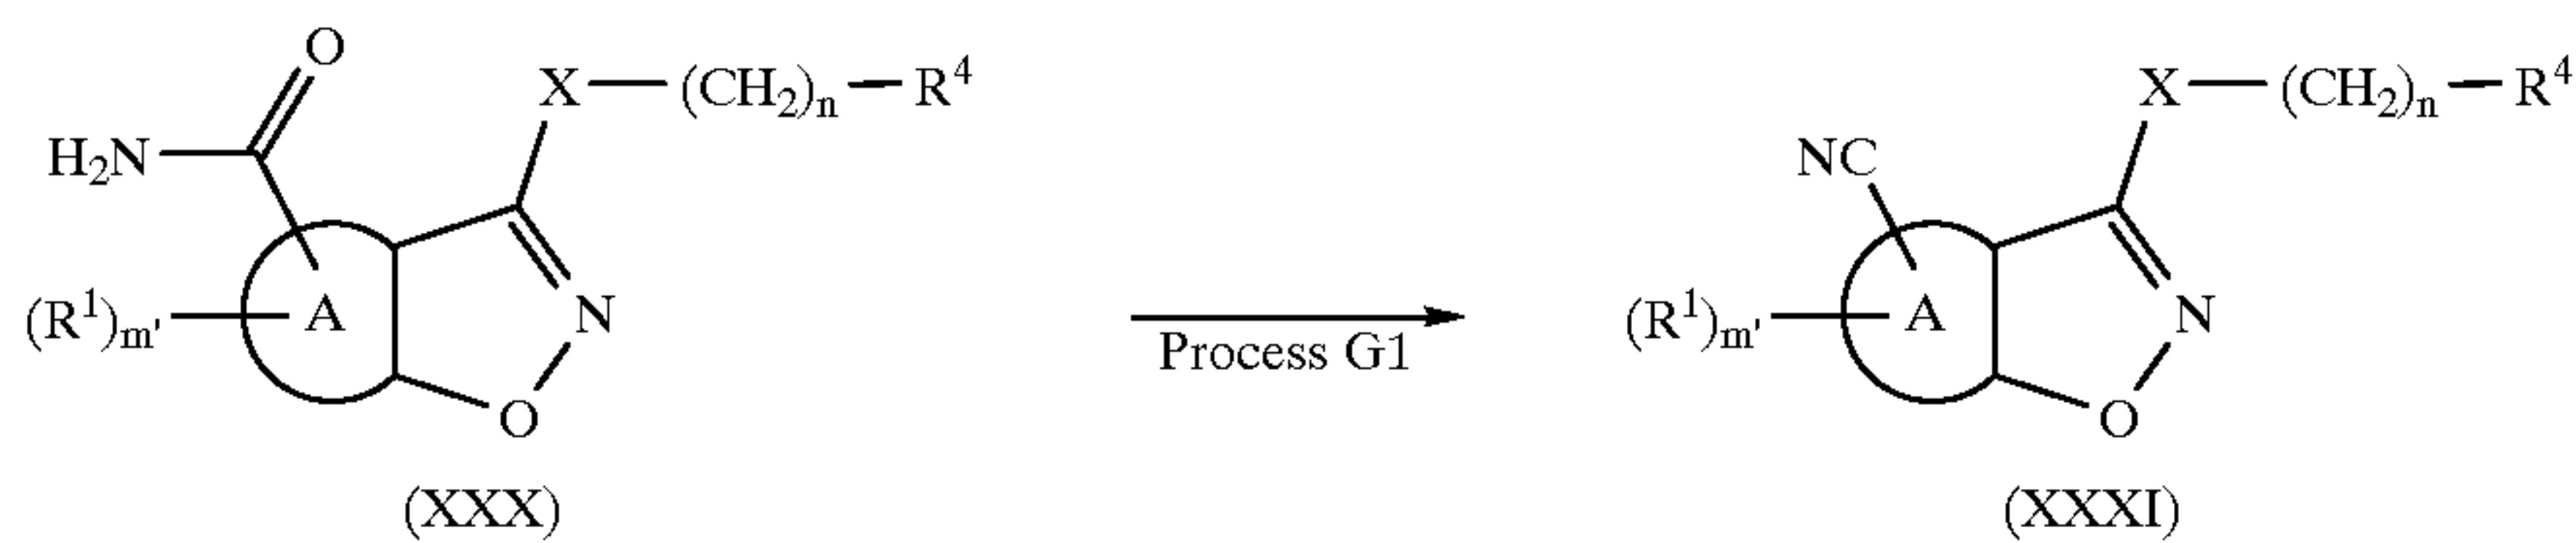 O
X—(CH₂)ₙ—R⁴
H₂N
(R¹)ₘ'
A
N
O
(XXX)
Process G1
X—(CH₂)ₙ—R⁴
NC
(R¹)ₘ'
A
N
O
(XXXI)